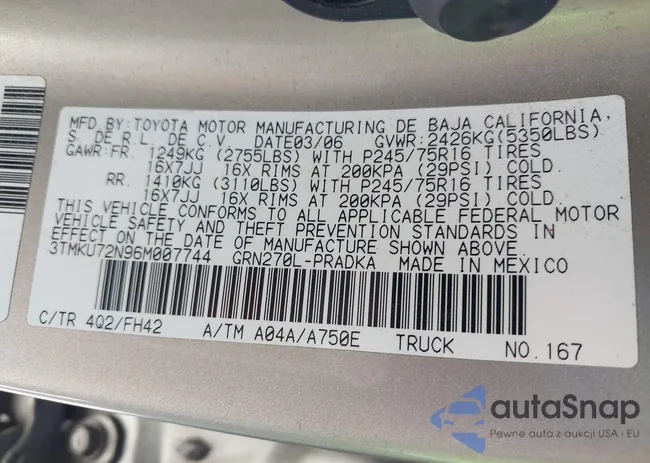 MFD BY: TOYOTA MOTOR MANUFACTURING DE BAJA CALIFORNIA,
S. DE R.L. DE C.V. DATE03/06 GVWR:2426KG(5350LBS)
GAWR:FR. 1249KG (2755LBS) WITH P245/75R16 TIRES
16X7JJ 16X RIMS AT 200KPA (29PSI) COLD.
RR. 1410KG (3110LBS) WITH P245/75R16 TIRES
16X7JJ 16X RIMS AT 200KPA (29PSI) COLD.
THIS VEHICLE CONFORMS TO ALL APPLICABLE FEDERAL MOTOR
VEHICLE SAFETY AND THEFT PREVENTION STANDARDS IN
EFFECT ON THE DATE OF MANUFACTURE SHOWN ABOVE.
3TMKU72N96M007744 GRN270L-PRADKA MADE IN MEXICO
C/TR 4Q2/FH42 A/TM A04A/A750E TRUCK NO.167
autaSnap
Pewne auta z aukcji USA i EU